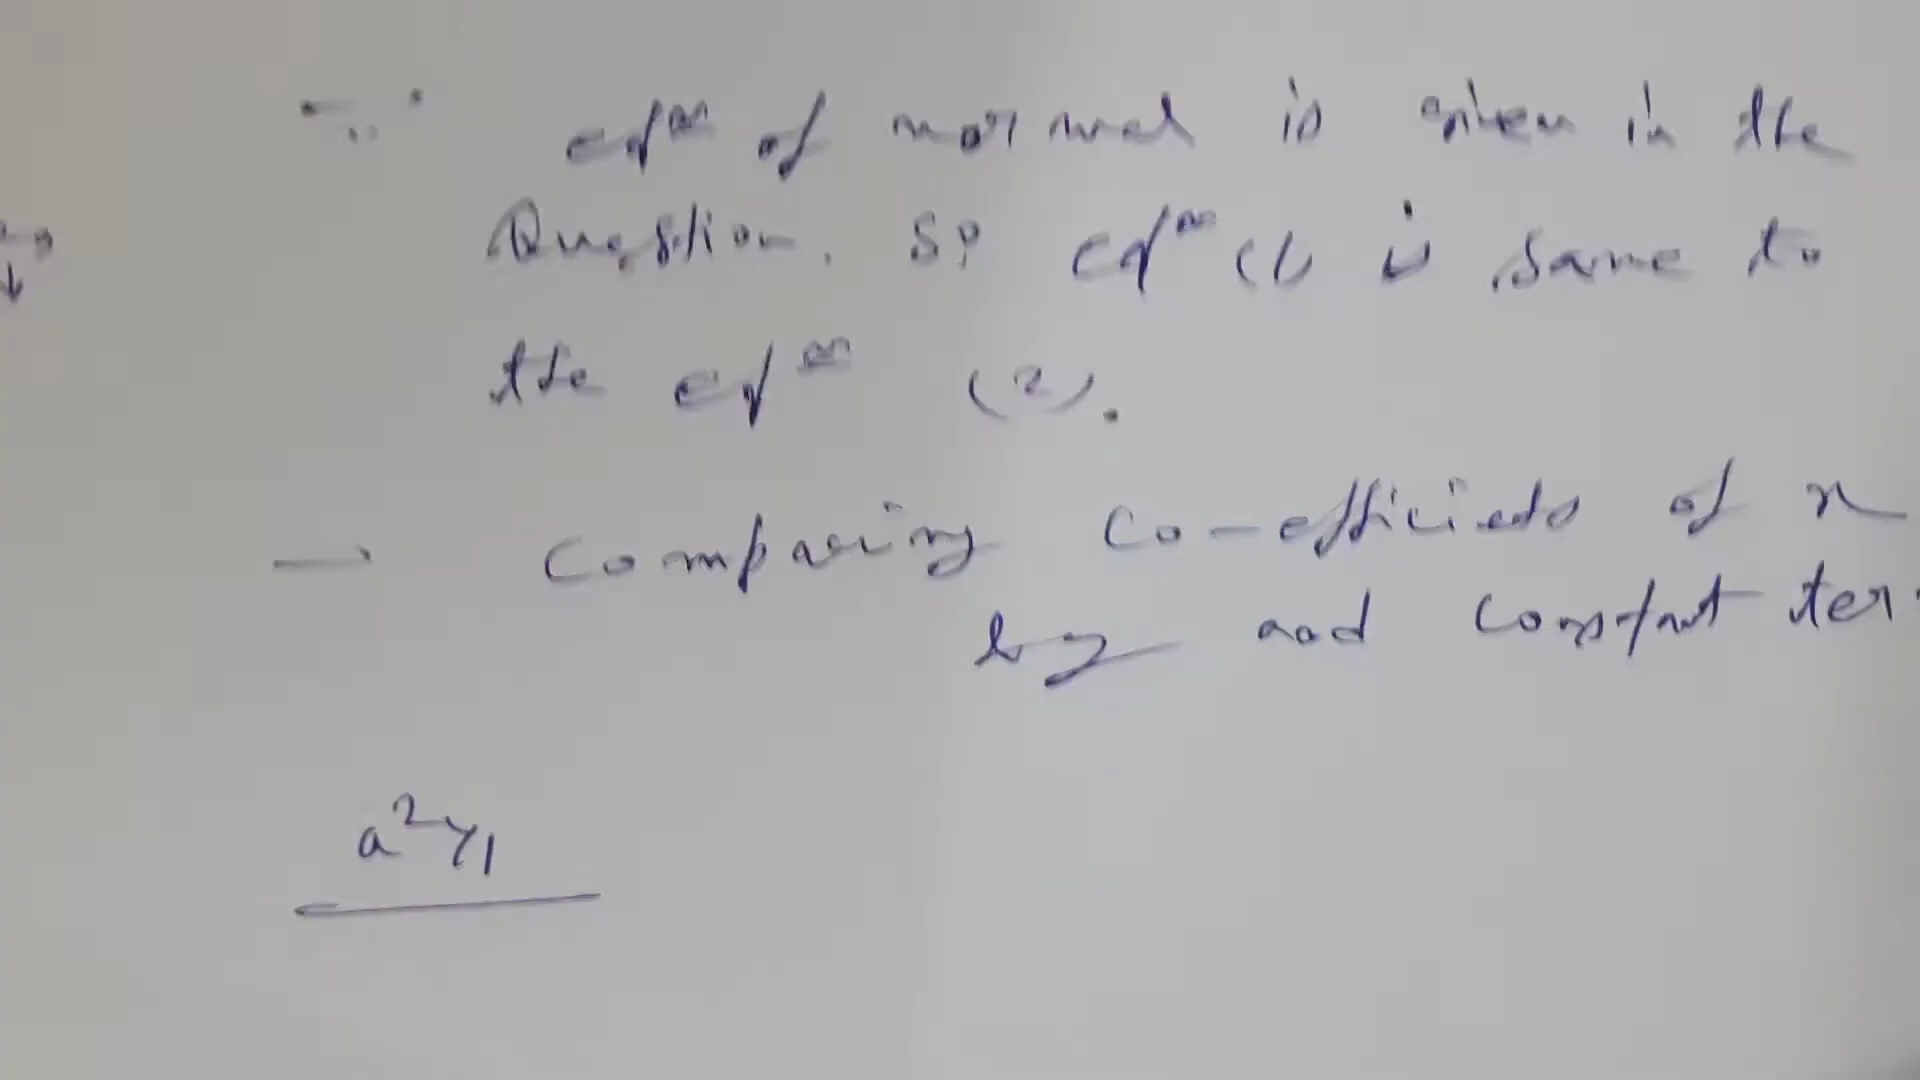 ∵ eqⁿ of normal is given in the
Question. So eqⁿ (1) is same to
the eqⁿ (2).
— Comparing Co-efficients of x
by and constant ter
a²y₁